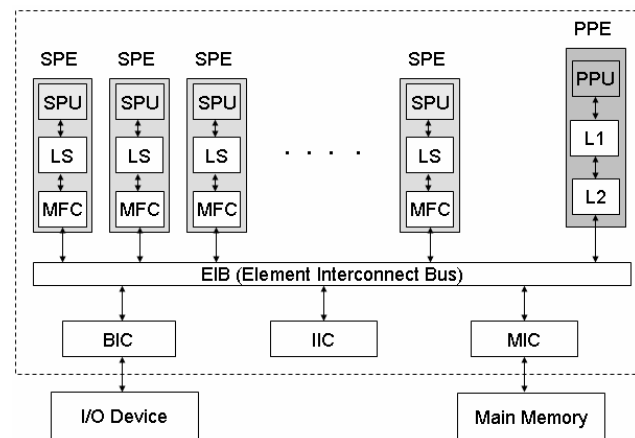 PPE
SPE SPE SPE SPE
SPU SPU SPU SPU PPU
LS LS LS . . . . LS L1
MFC MFC MFC MFC L2
EIB (Element Interconnect Bus)
BIC IIC MIC
I/O Device Main Memory